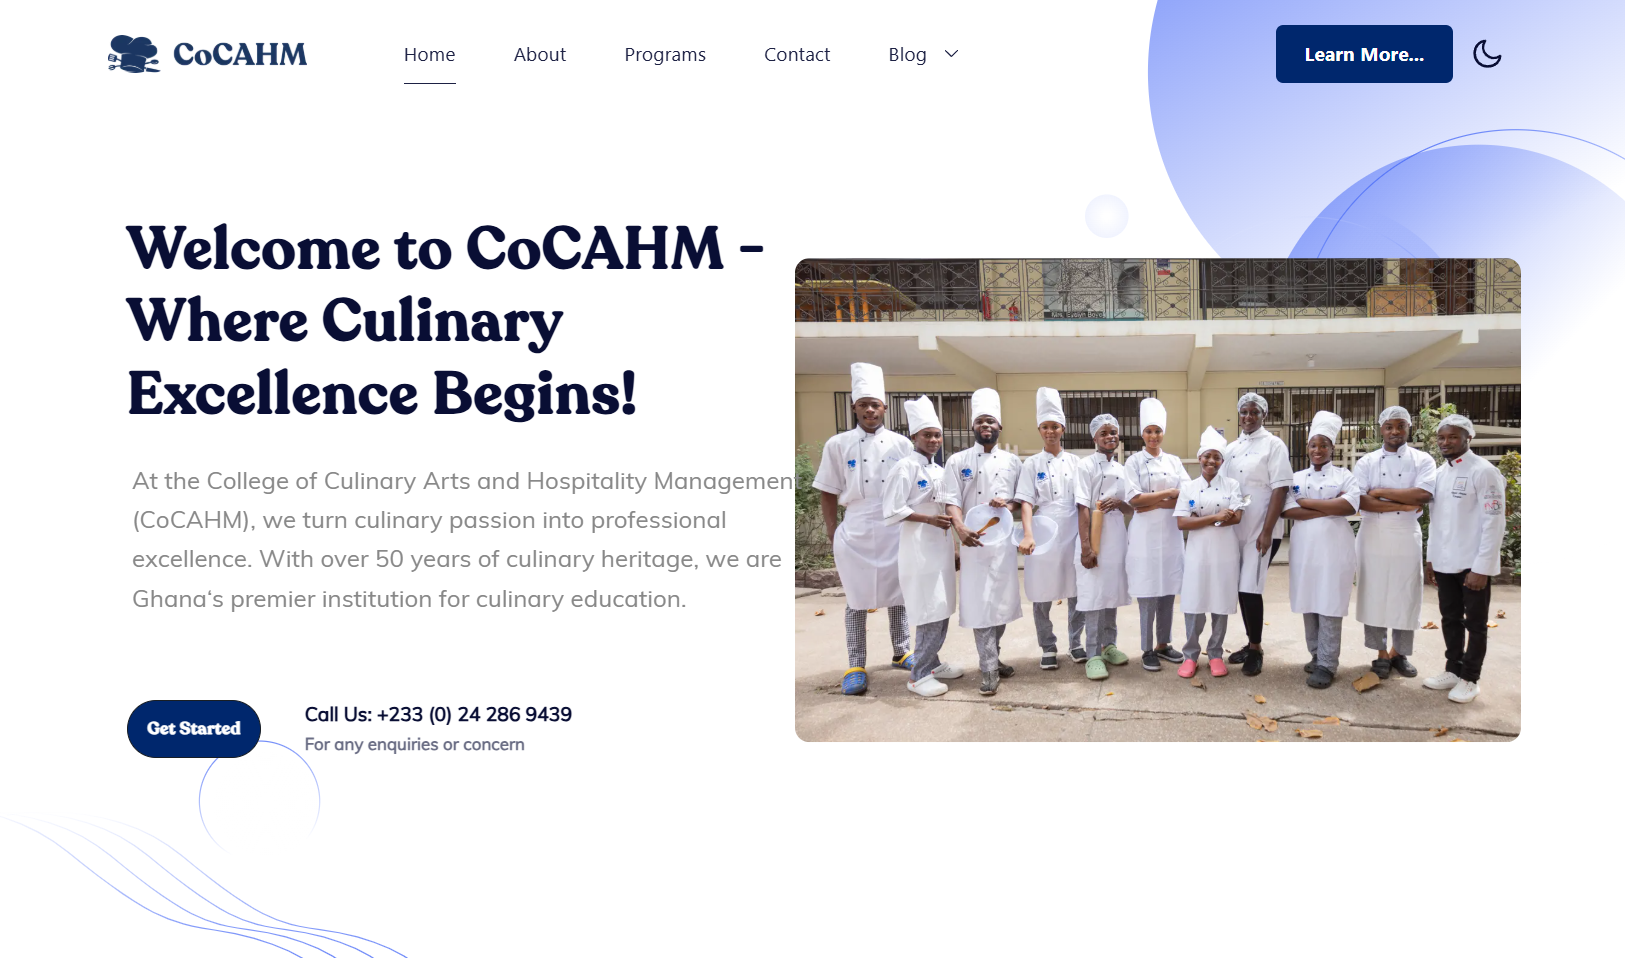 CoCAHM
Home
About
Programs
Contact
Blog
Learn More...
Welcome to CoCAHM –
Where Culinary
Excellence Begins!
At the College of Culinary Arts and Hospitality Management
(CoCAHM), we turn culinary passion into professional
excellence. With over 50 years of culinary heritage, we are
Ghana‘s premier institution for culinary education.
Get Started
Call Us: +233 (0) 24 286 9439
For any enquiries or concern